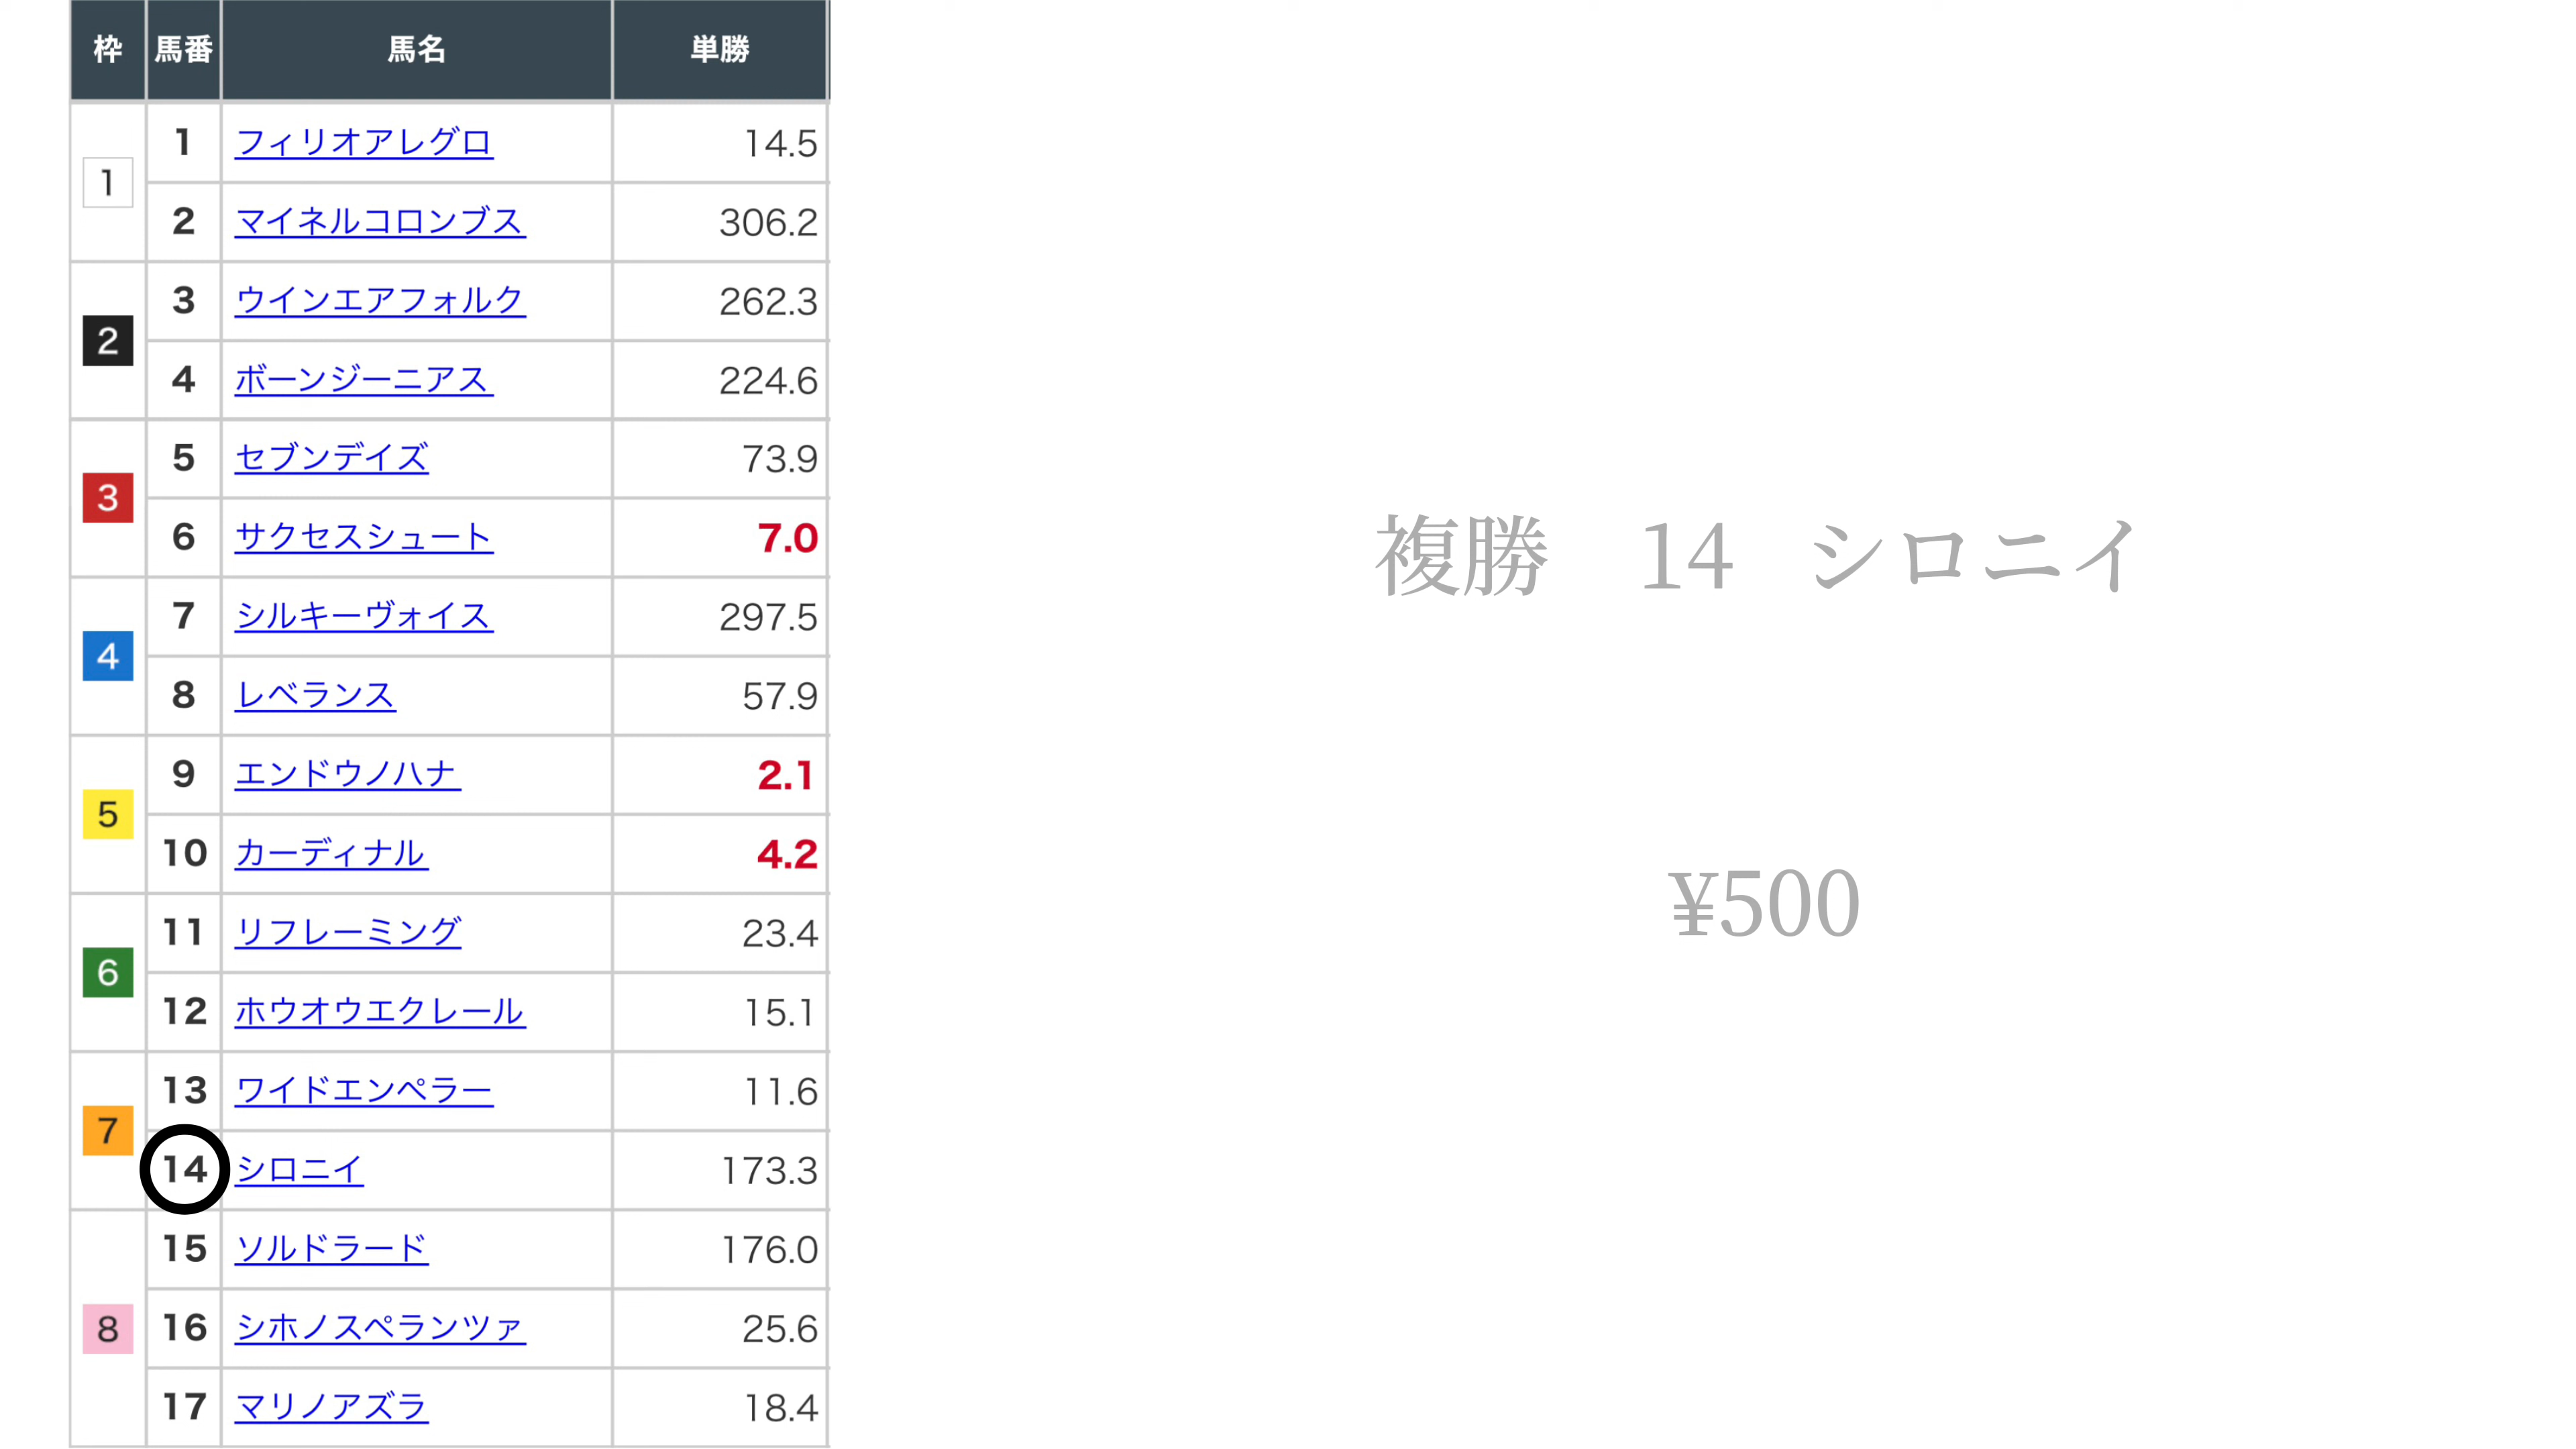 枠 馬番 馬名 単勝
1 1 フィリオアレグロ 14.5
2 マイネルコロンブス 306.2
2 3 ウインエアフォルク 262.3
4 ボーンジーニアス 224.6
3 5 セブンデイズ 73.9
6 サクセスシュート 7.0
4 7 シルキーヴォイス 297.5
8 レベランス 57.9
5 9 エンドウノハナ 2.1
10 カーディナル 4.2
6 11 リフレーミング 23.4
12 ホウオウエクレール 15.1
7 13 ワイドエンペラー 11.6
14 シロニイ 173.3
8 15 ソルドラード 176.0
16 シホノスペランツァ 25.6
17 マリノアズラ 18.4
複勝 14 シロニイ
¥500